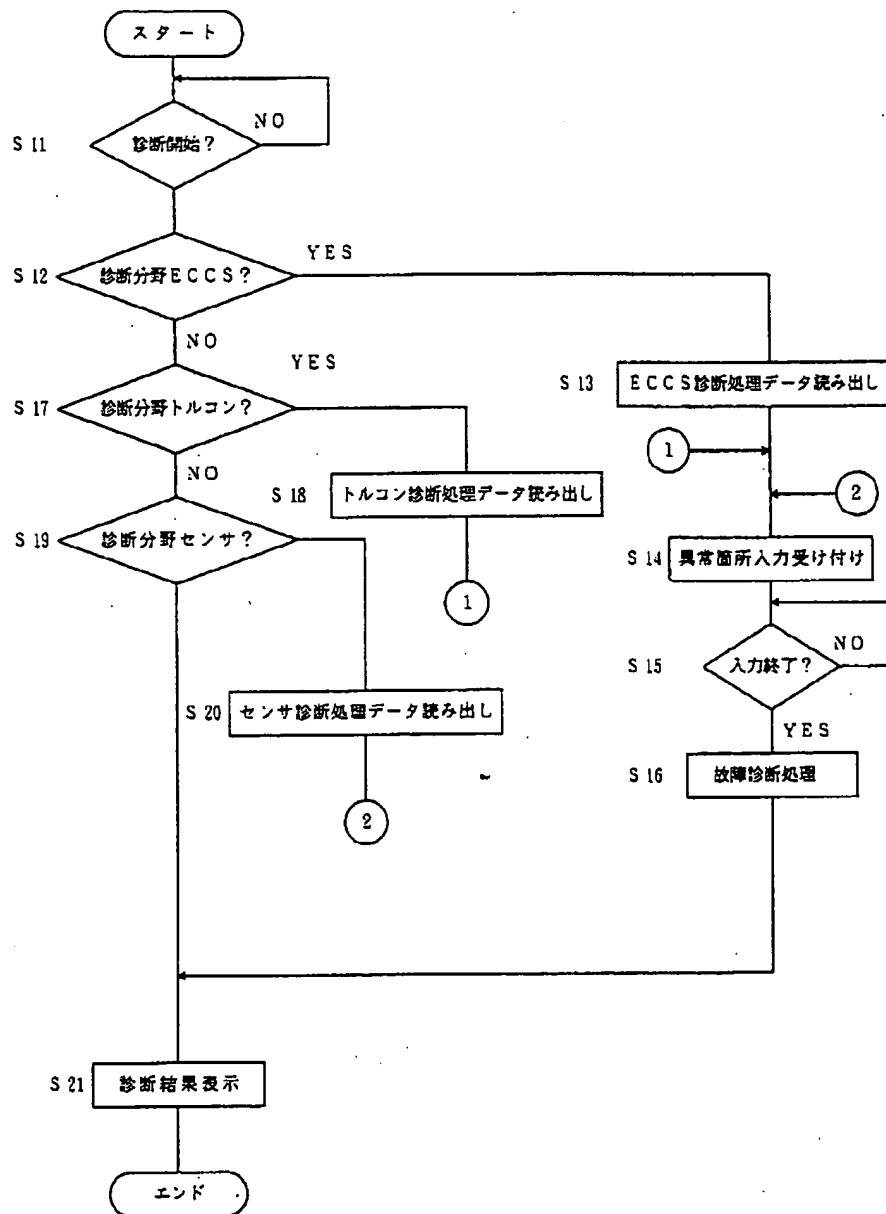 スタート
NO
S 11
診断開始?
YES
S 12
診断分野ECCS?
NO
YES
S 13
ECCS診断処理データ読み出し
S 17
診断分野トルコン?
1
NO
S 18
トルコン診断処理データ読み出し
2
S 19
診断分野センサ?
S 14
異常箇所入力受け付け
1
NO
S 15
入力終了?
S 20
センサ診断処理データ読み出し
YES
S 16
故障診断処理
2
S 21
診断結果表示
エンド